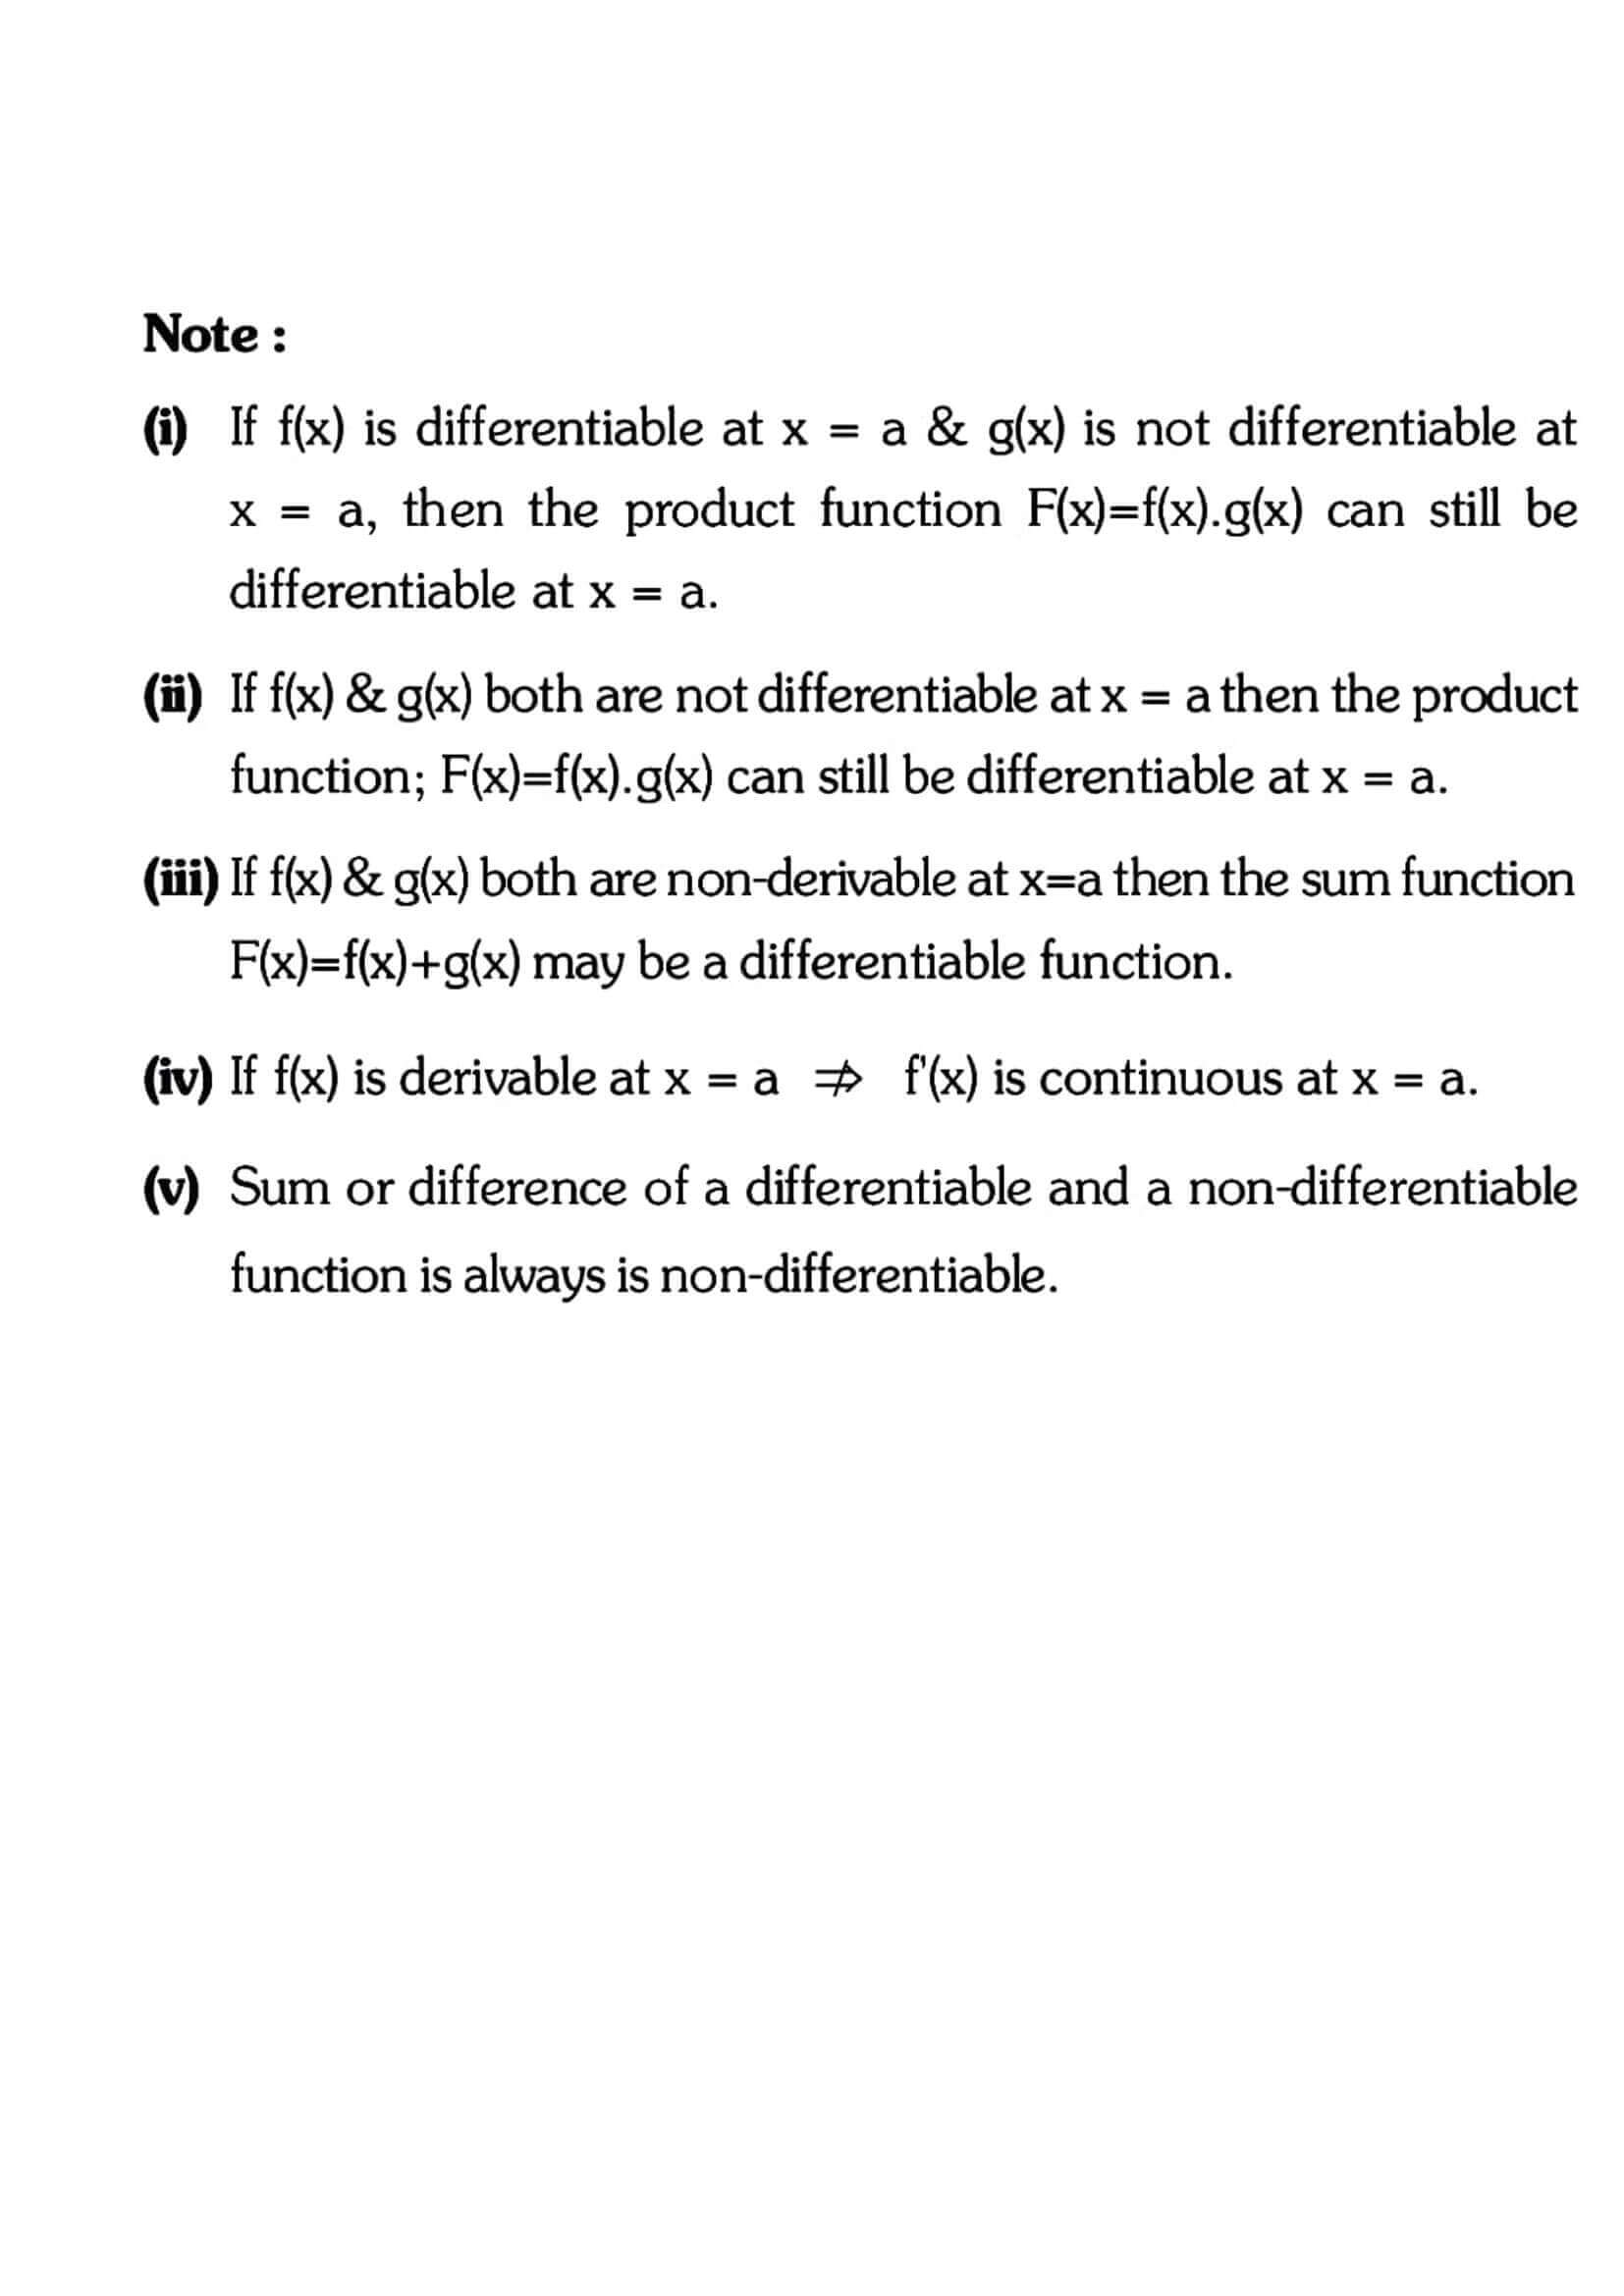 Note :
(i) If f(x) is differentiable at x = a & g(x) is not differentiable at
x = a, then the product function F(x)=f(x).g(x) can still be
differentiable at x = a.
(ii) If f(x) & g(x) both are not differentiable at x = a then the product
function; F(x)=f(x).g(x) can still be differentiable at x = a.
(iii) If f(x) & g(x) both are non-derivable at x=a then the sum function
F(x)=f(x)+g(x) may be a differentiable function.
(iv) If f(x) is derivable at x = a ⇏ f'(x) is continuous at x = a.
(v) Sum or difference of a differentiable and a non-differentiable
function is always is non-differentiable.